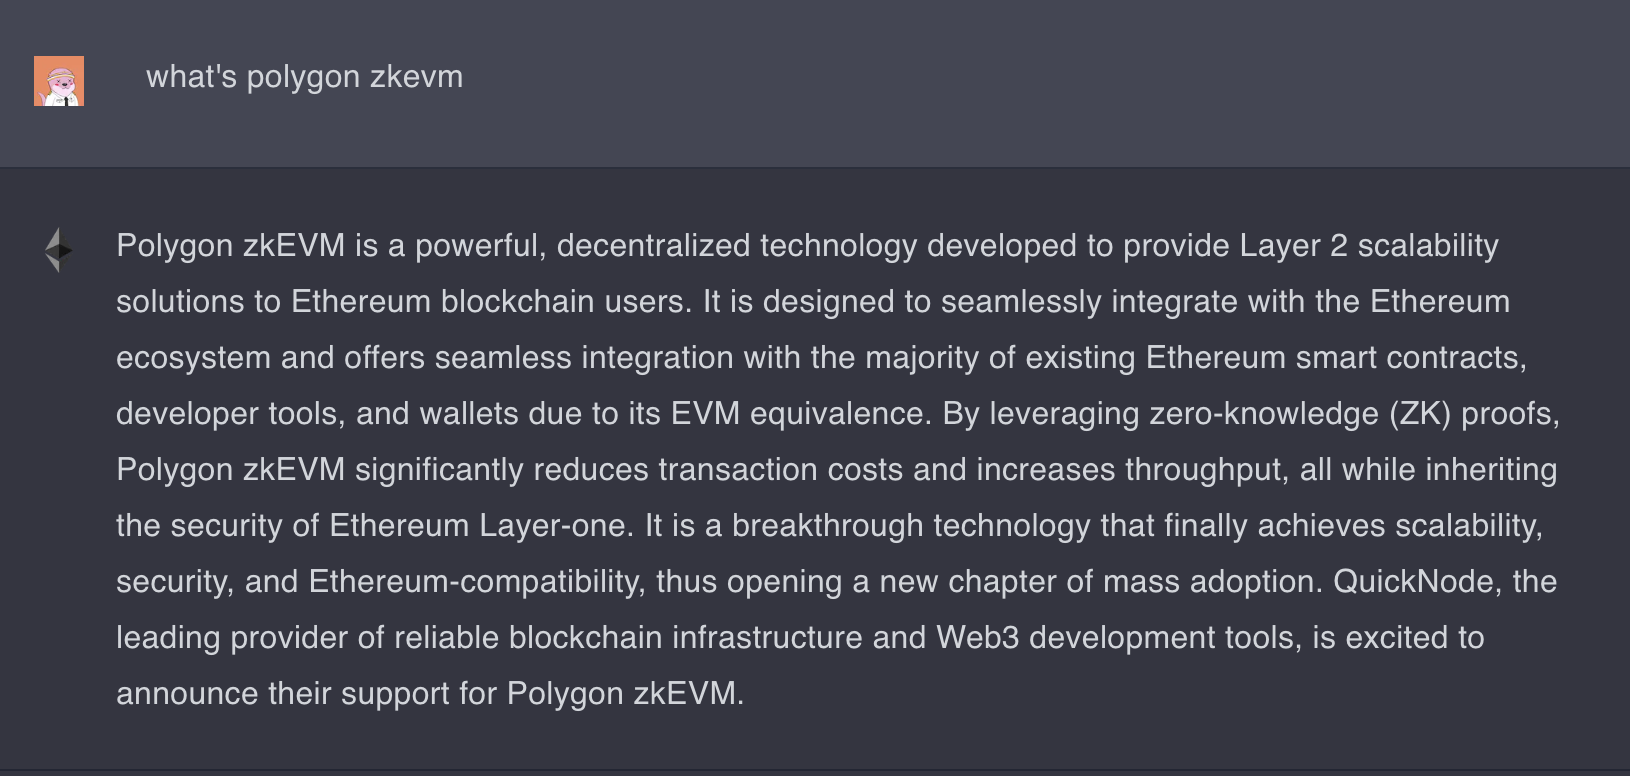 what's polygon zkevm
Polygon zkEVM is a powerful, decentralized technology developed to provide Layer 2 scalability
solutions to Ethereum blockchain users. It is designed to seamlessly integrate with the Ethereum
ecosystem and offers seamless integration with the majority of existing Ethereum smart contracts,
developer tools, and wallets due to its EVM equivalence. By leveraging zero-knowledge (ZK) proofs,
Polygon zkEVM significantly reduces transaction costs and increases throughput, all while inheriting
the security of Ethereum Layer-one. It is a breakthrough technology that finally achieves scalability,
security, and Ethereum-compatibility, thus opening a new chapter of mass adoption. QuickNode, the
leading provider of reliable blockchain infrastructure and Web3 development tools, is excited to
announce their support for Polygon zkEVM.